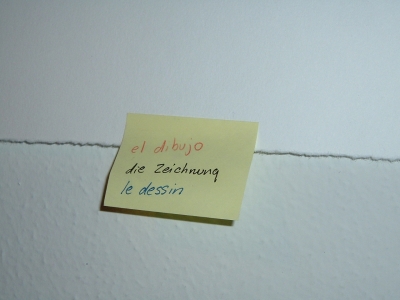 el dibujo
die Zeichnung
le dessin